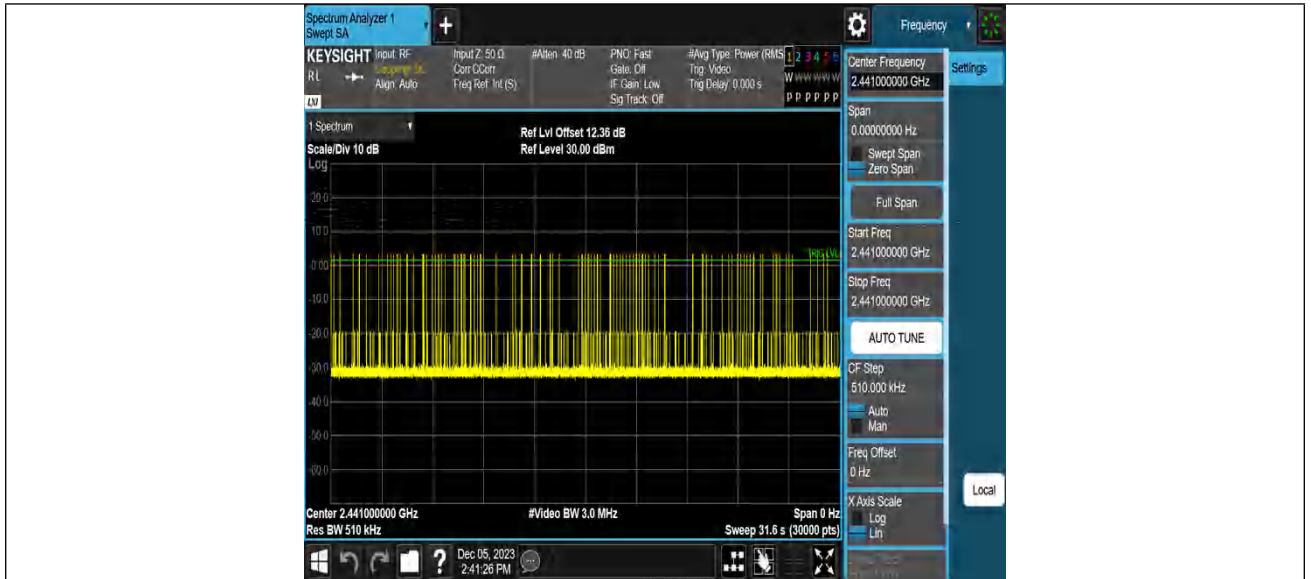 Spectrum Analyzer 1
Swept SA
+
Frequency
KEYSIGHT
RL
LXI
Input: RF
Coupling: DC
Align: Auto
Input Z: 50 Ω
Corr CCorr
Freq Ref: Int (S)
#Atten: 40 dB
PNO: Fast
Gate: Off
IF Gain: Low
Sig Track: Off
#Avg Type: Power (RMS
Trig: Video
Trig Delay: 0.000 s
1 2 3 4 5 6
W W W W W W
P P P P P P
1 Spectrum
Scale/Div 10 dB
Log
Ref Lvl Offset 12.36 dB
Ref Level 30.00 dBm
20.0
10.0
0.00
-10.0
-20.0
-30.0
-40.0
-50.0
-60.0
TRIG LVL
Center 2.441000000 GHz
Res BW 510 kHz
#Video BW 3.0 MHz
Span 0 Hz
Sweep 31.6 s (30000 pts)
Center Frequency
2.441000000 GHz
Settings
Span
0.00000000 Hz
Swept Span
Zero Span
Full Span
Start Freq
2.441000000 GHz
Stop Freq
2.441000000 GHz
AUTO TUNE
CF Step
510.000 kHz
Auto
Man
Freq Offset
0 Hz
X Axis Scale
Log
Lin
Local
?
Dec 05, 2023
2:41:26 PM